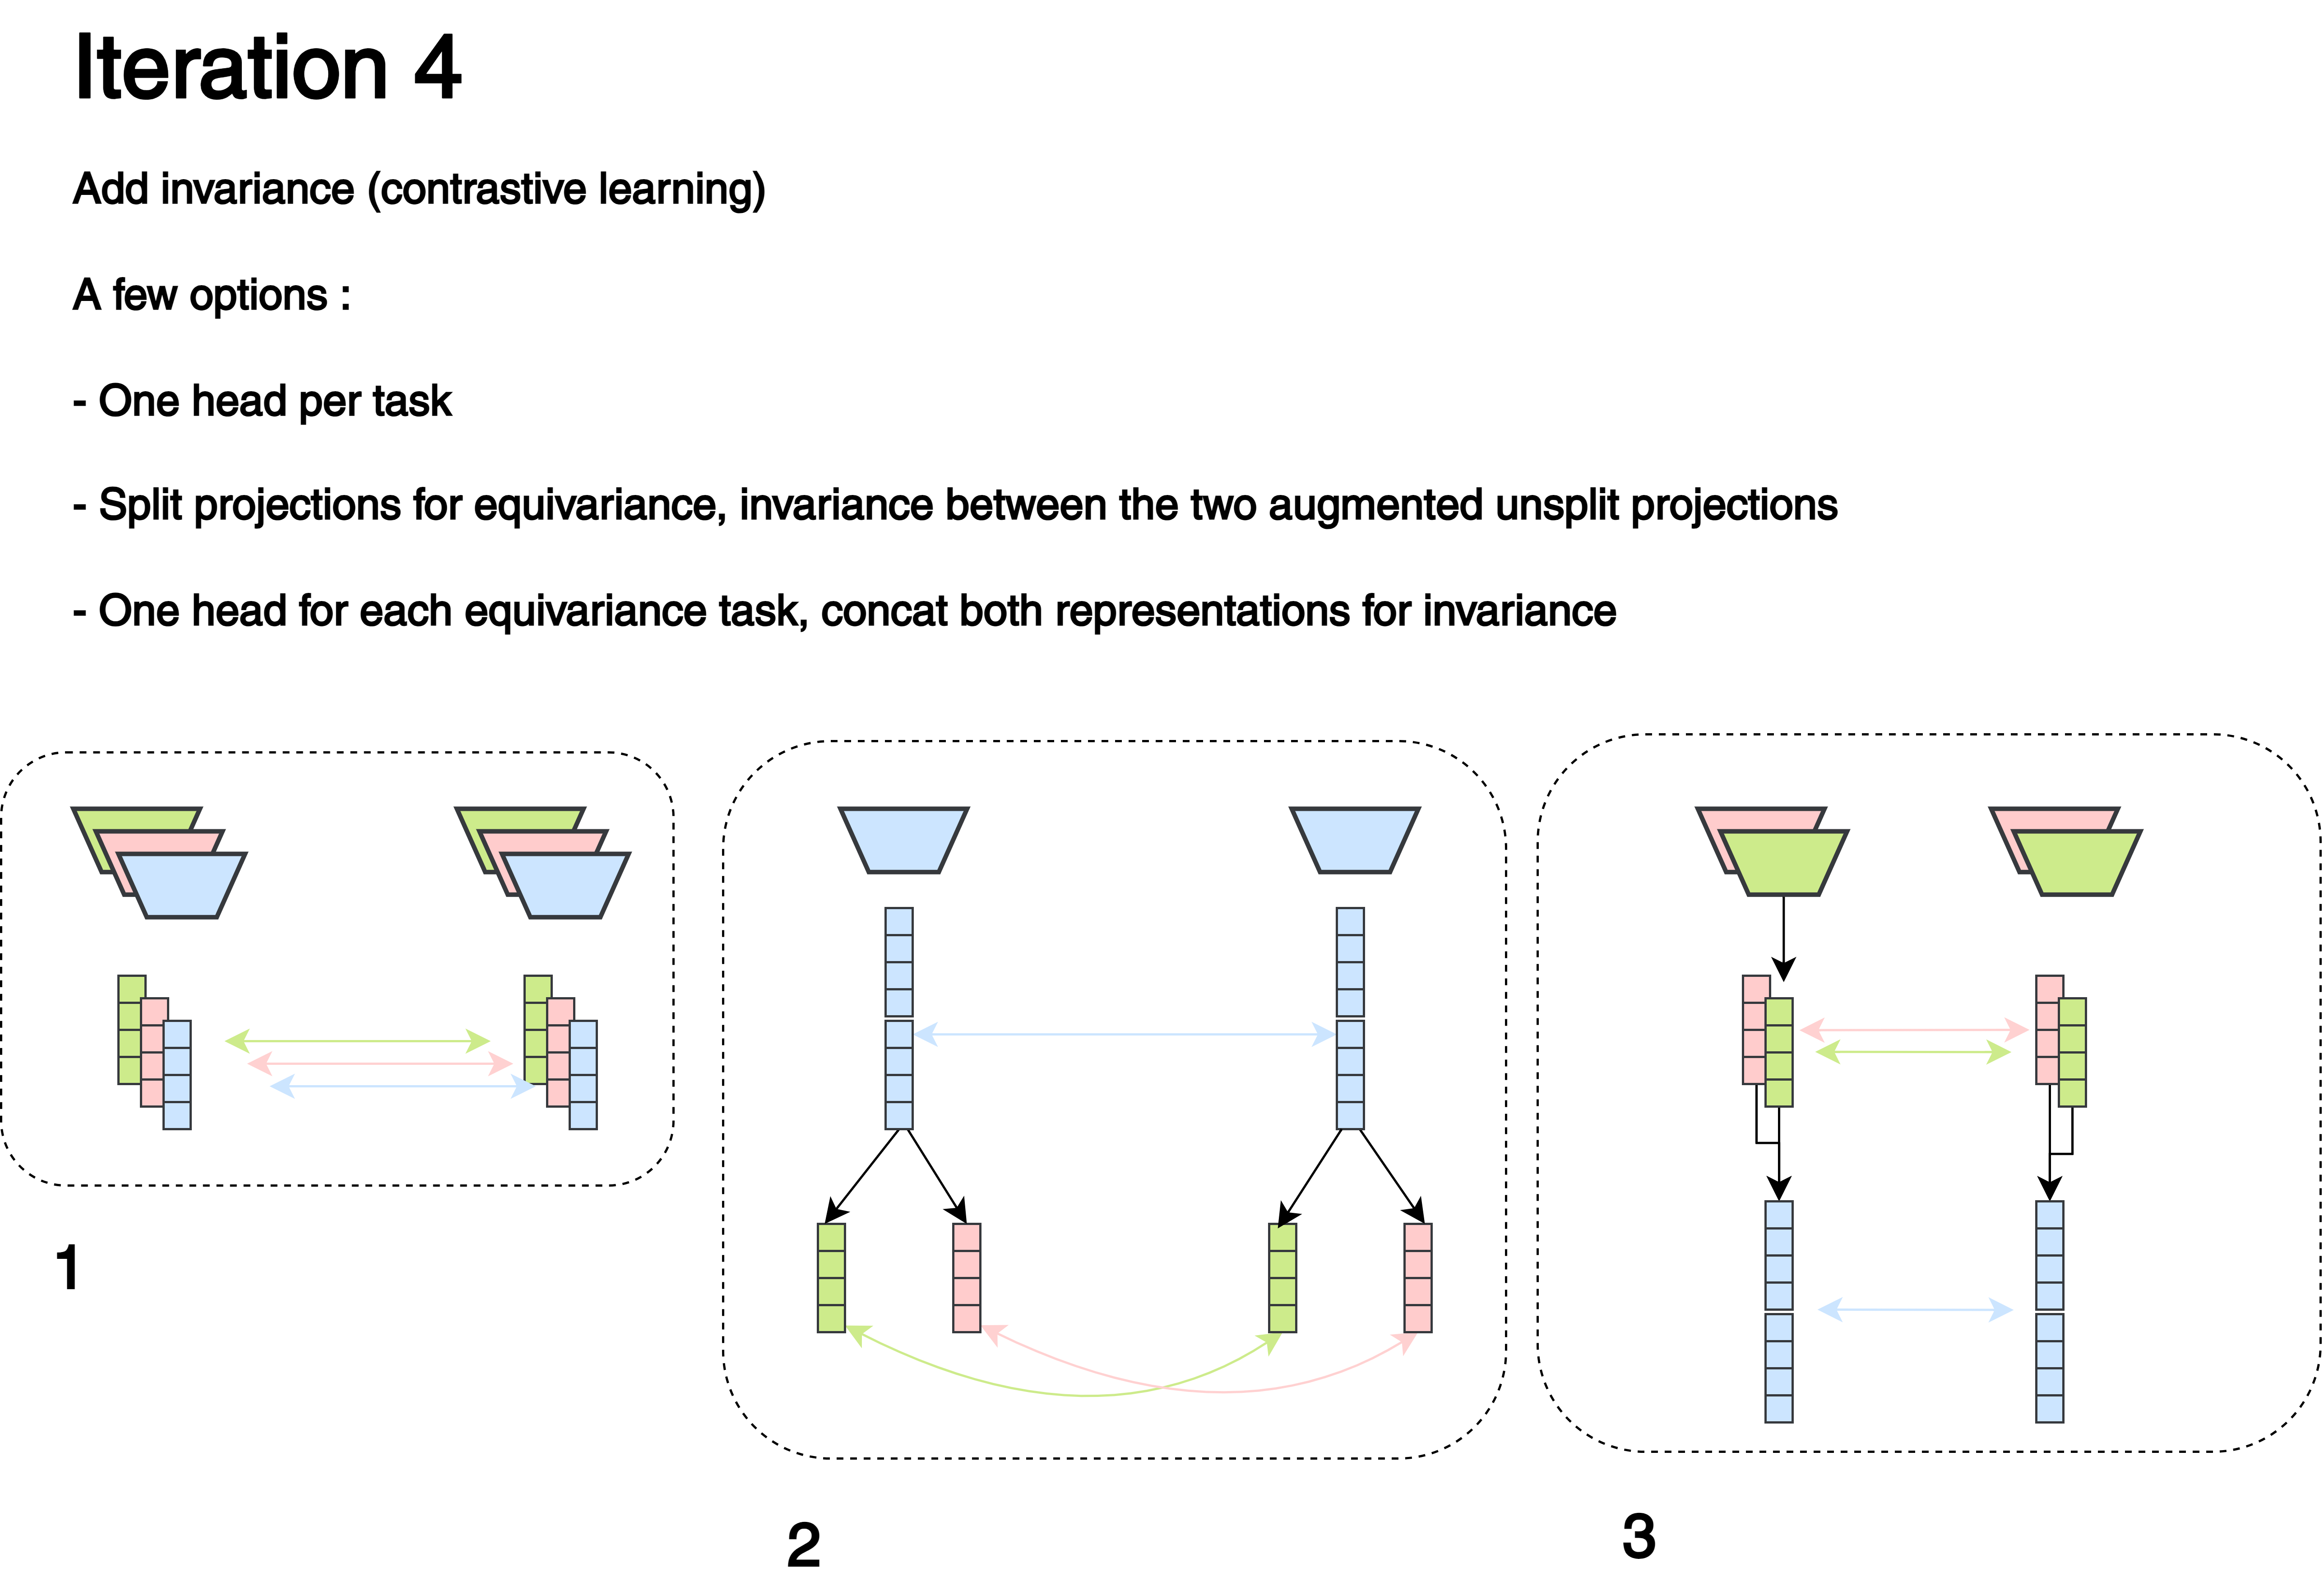 Iteration 4
Add invariance (contrastive learning)
A few options :
- One head per task
- Split projections for equivariance, invariance between the two augmented unsplit projections
- One head for each equivariance task, concat both representations for invariance
1
2
3